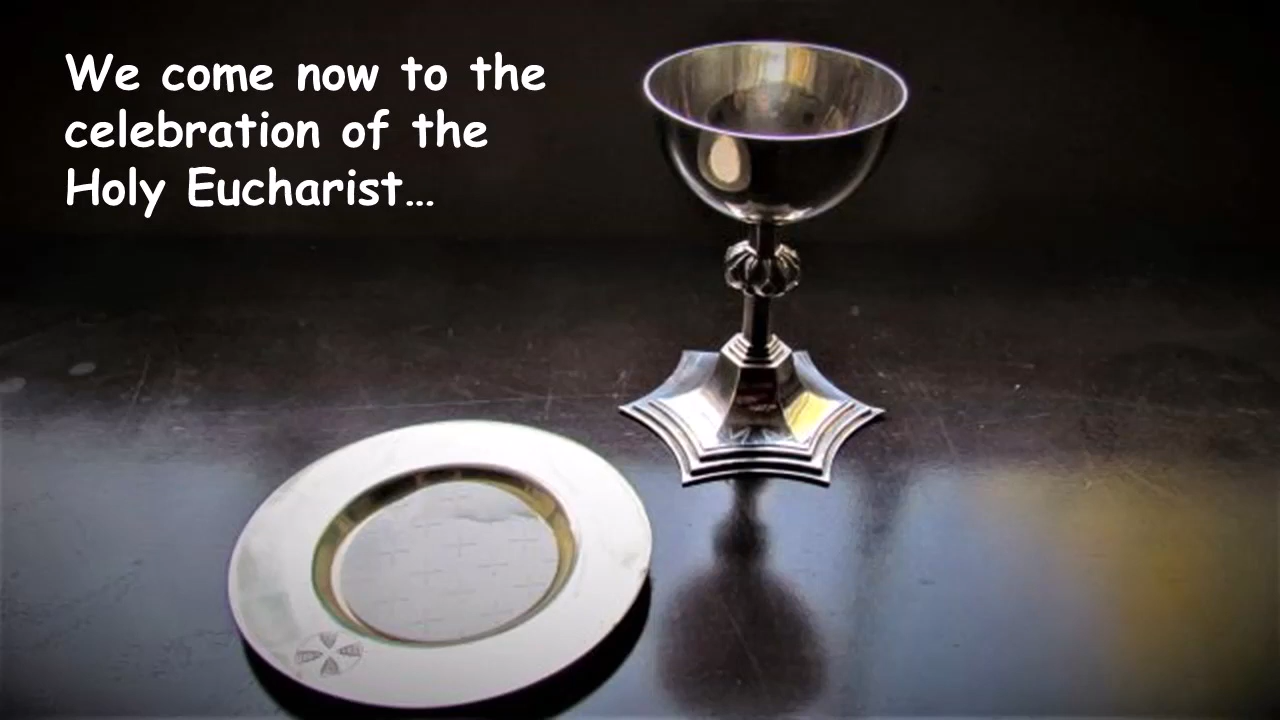 We come now to the
celebration of the
Holy Eucharist…